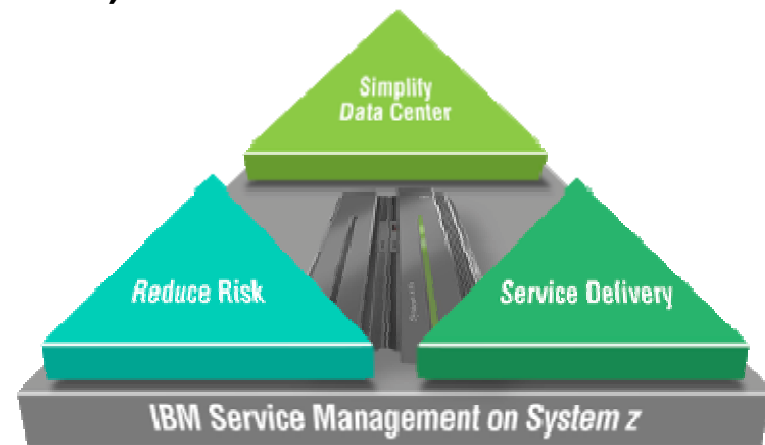 Simplify
Data Center
Reduce Risk
Service Delivery
IBM Service Management on System z